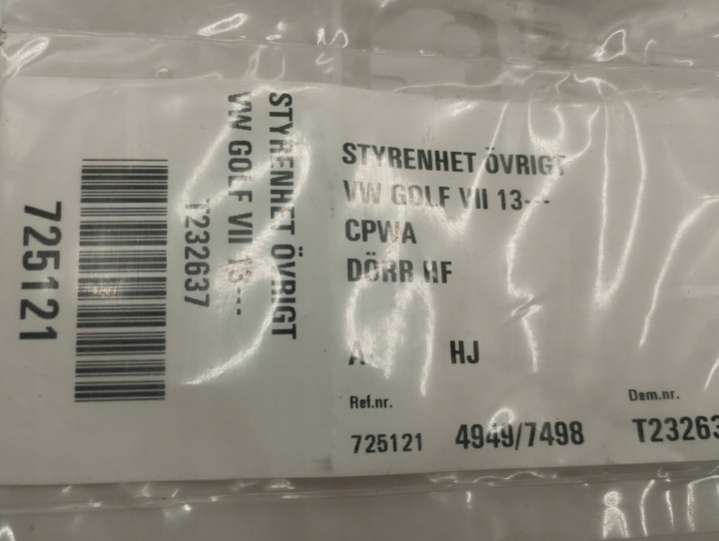 725121
T232637
VW GOLF VII 13---
STYRENHET ÖVRIGT
STYRENHET ÖVRIGT
VW GOLF VII 13---
CPWA
DÖRR HF
A HJ
Ref.nr. Dem.nr.
725121 4949/7498 T23263